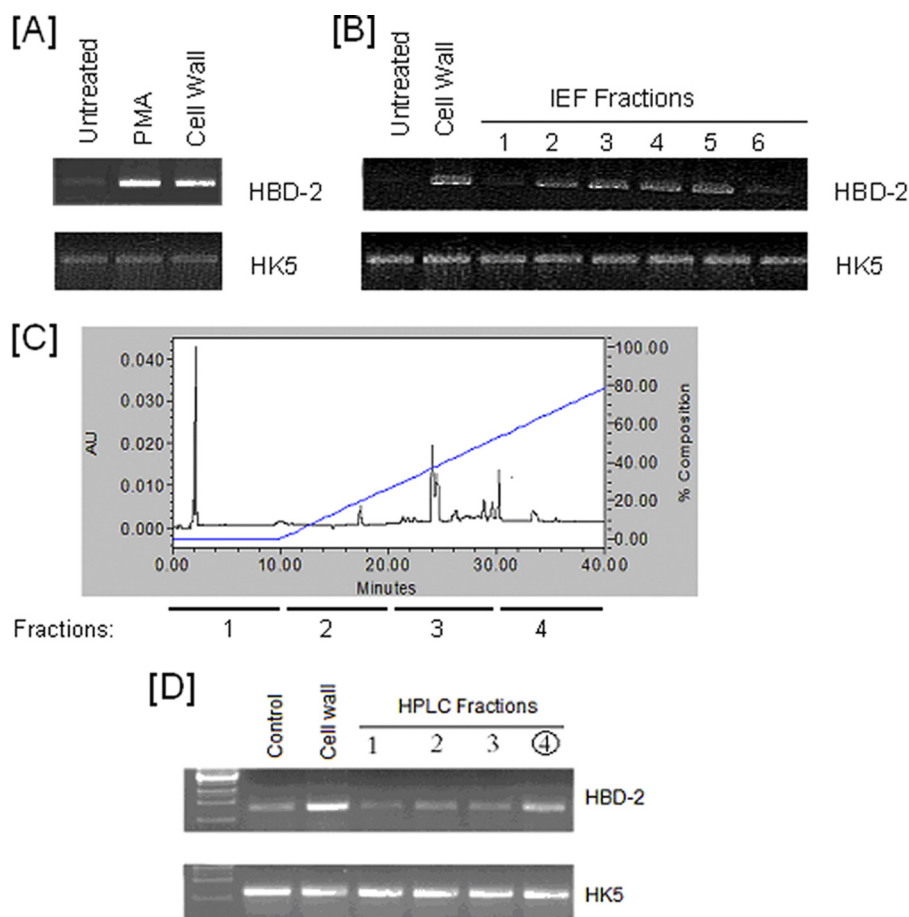 [A]
Untreated
PMA
Cell Wall
HBD-2
HK5
[B]
Untreated
Cell Wall
IEF Fractions
1 2 3 4 5 6
HBD-2
HK5
[C]
0.040
0.030
0.020
0.010
0.000
AU
100.00
80.00
60.00
40.00
20.00
0.00
% Composition
0.00 10.00 20.00 30.00 40.00
Minutes
Fractions: 1 2 3 4
[D]
Control
Cell wall
HPLC Fractions
1 2 3 4
HBD-2
HK5